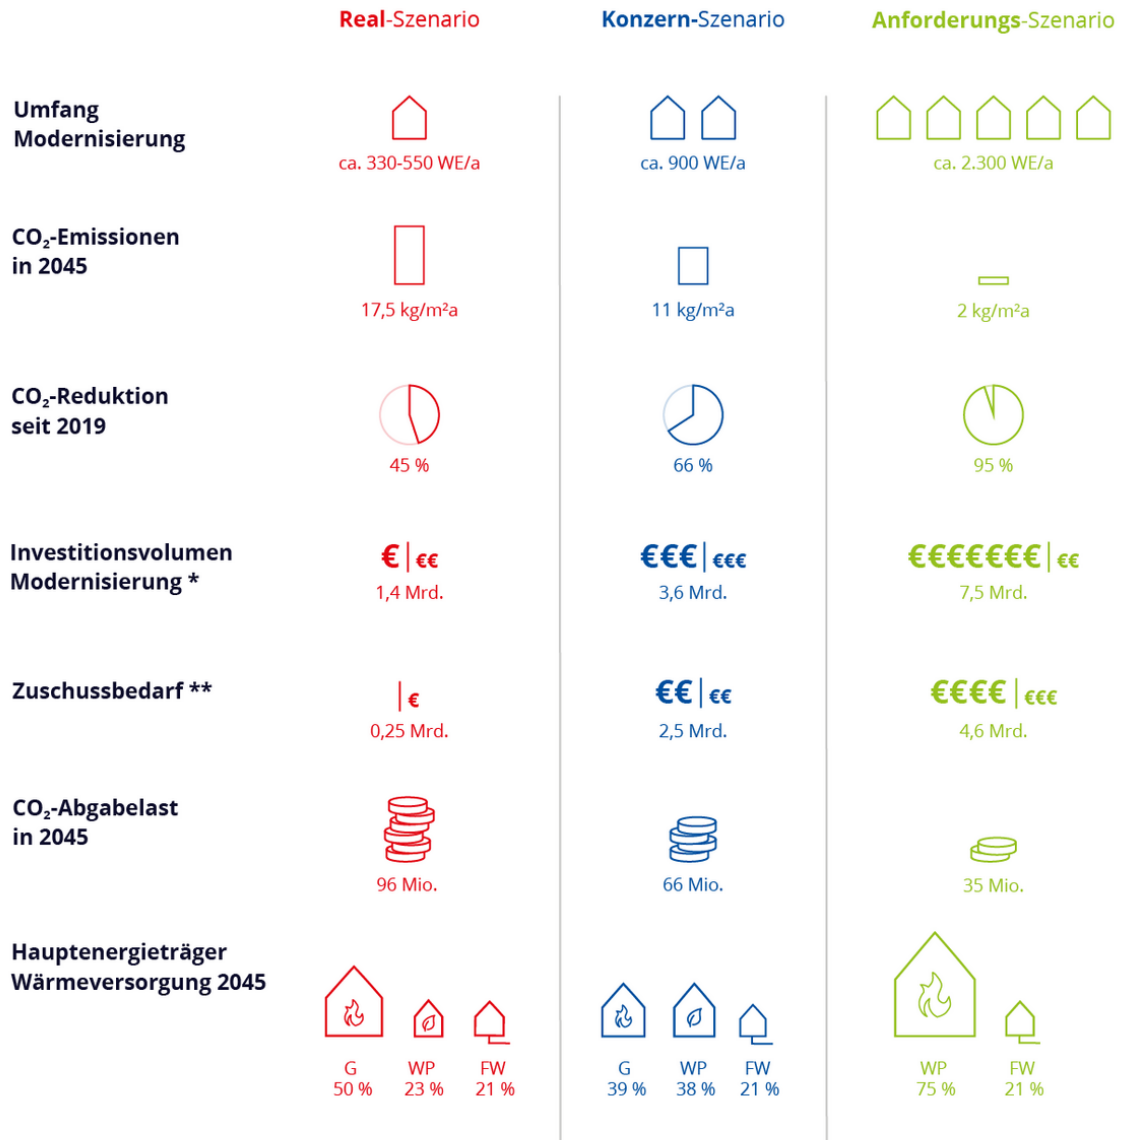 Real-Szenario
Konzern-Szenario
Anforderungs-Szenario
Umfang
Modernisierung
ca. 330-550 WE/a
ca. 900 WE/a
ca. 2.300 WE/a
CO₂-Emissionen
in 2045
17,5 kg/m²a
11 kg/m²a
2 kg/m²a
CO₂-Reduktion
seit 2019
45 %
66 %
95 %
Investitionsvolumen
Modernisierung *
€|€€
€€€|€€€
€€€€€€€|€€
1,4 Mrd.
3,6 Mrd.
7,5 Mrd.
Zuschussbedarf **
|€
€€|€€
€€€€|€€€
0,25 Mrd.
2,5 Mrd.
4,6 Mrd.
CO₂-Abgabelast
in 2045
96 Mio.
66 Mio.
35 Mio.
Hauptenergieträger
Wärmeversorgung 2045
G WP FW
50 % 23 % 21 %
G WP FW
39 % 38 % 21 %
WP FW
75 % 21 %